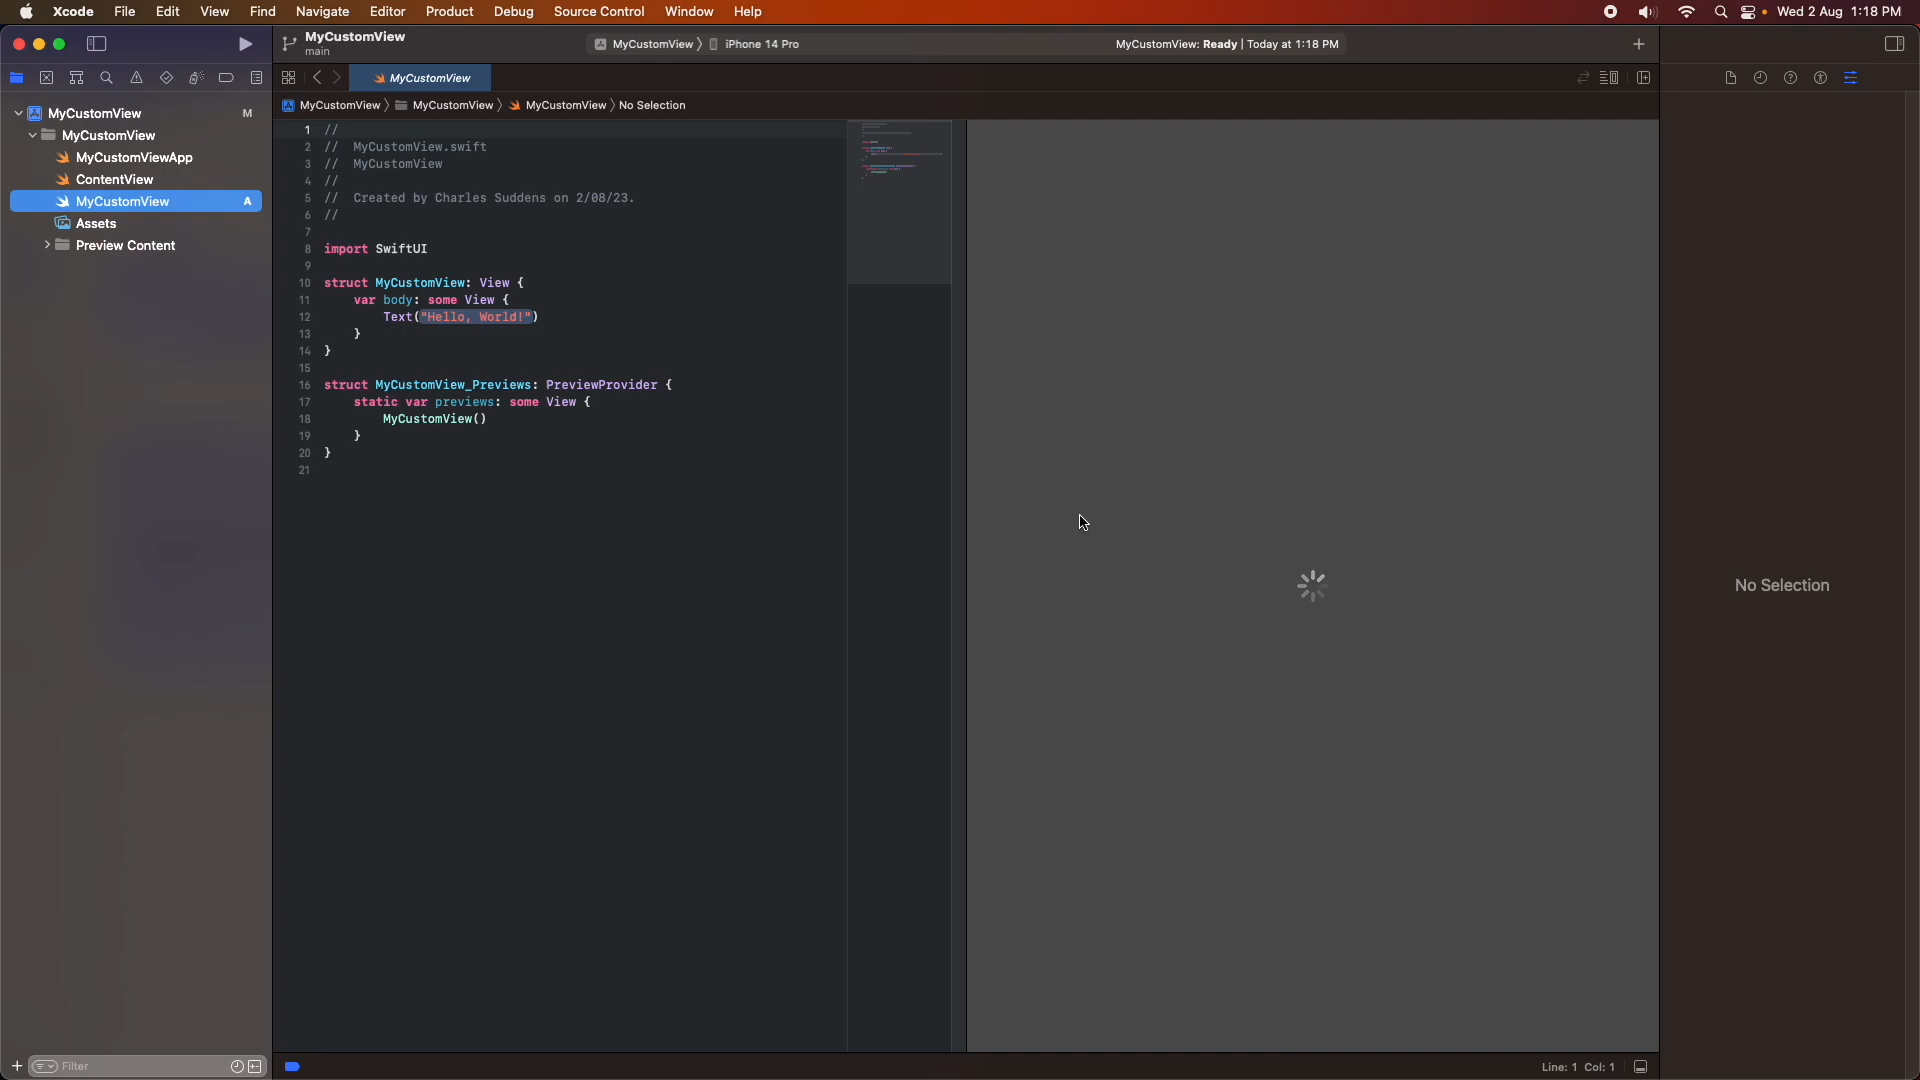 Xcode File Edit View Find Navigate Editor Product Debug Source Control Window Help Wed 2 Aug 1:18 PM
MyCustomView
main
MyCustomView
iPhone 14 Pro
MyCustomView: Ready | Today at 1:18 PM
MyCustomView
MyCustomView MyCustomView MyCustomView No Selection
MyCustomView M
MyCustomView
MyCustomViewApp
ContentView
MyCustomView A
Assets
Preview Content
1 //
2 // MyCustomView.swift
3 // MyCustomView
4 //
5 // Created by Charles Suddens on 2/08/23.
6 //
7
8 import SwiftUI
9
10 struct MyCustomView: View {
11 var body: some View {
12 Text("Hello, World!")
13 }
14 }
15
16 struct MyCustomView_Previews: PreviewProvider {
17 static var previews: some View {
18 MyCustomView()
19 }
20 }
21
No Selection
Filter
Line: 1 Col: 1